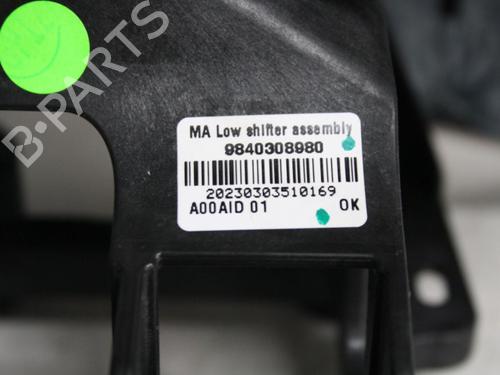 B-PARTS
MA Low shifter assembly
9840308980
20230303510169
A00AID 01 OK